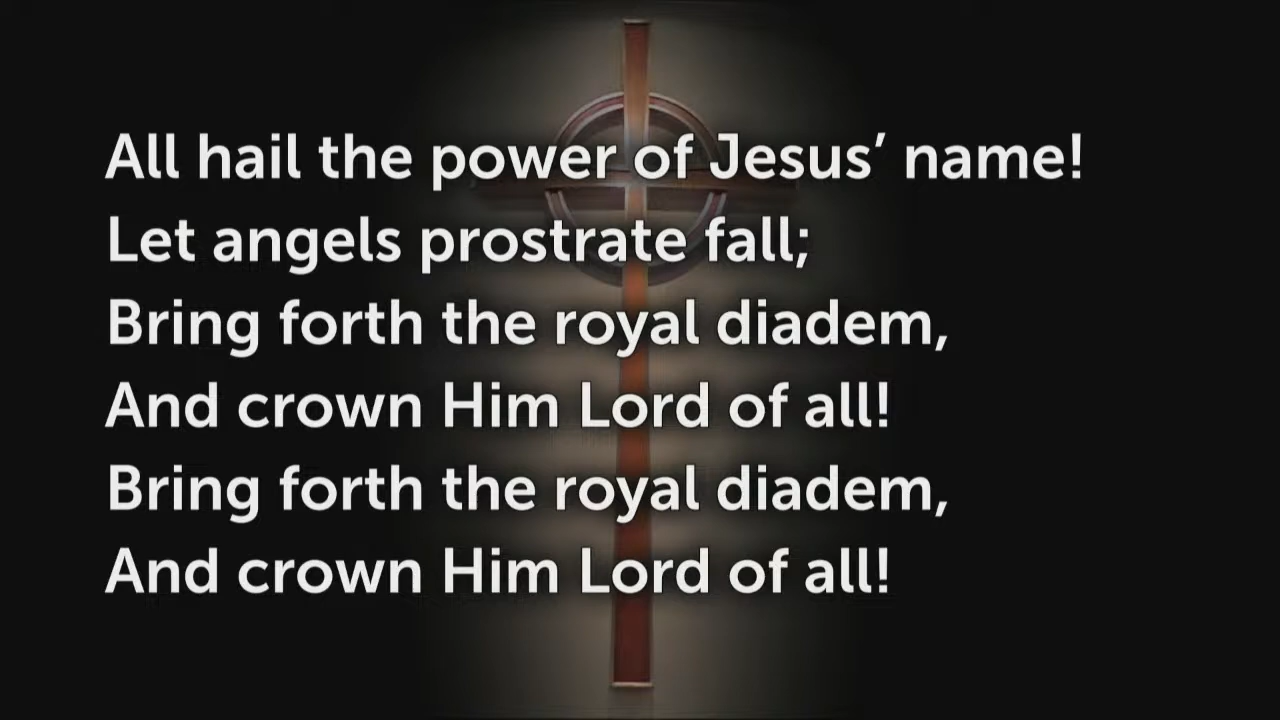 All hail the power of Jesus’ name!
Let angels prostrate fall;
Bring forth the royal diadem,
And crown Him Lord of all!
Bring forth the royal diadem,
And crown Him Lord of all!